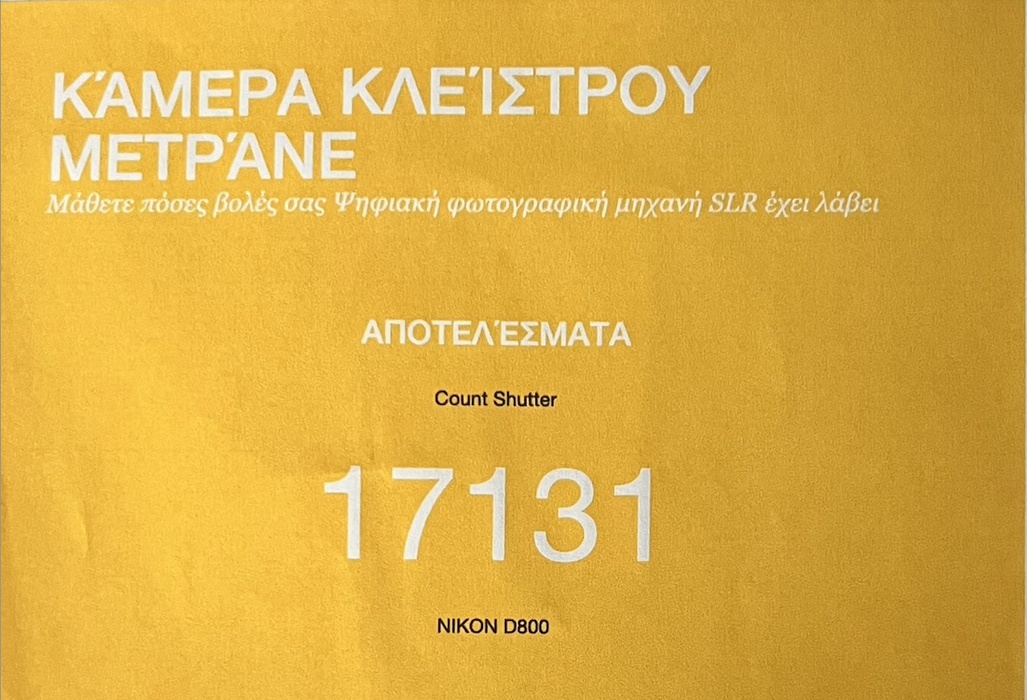 ΚΆΜΕΡΑ ΚΛΕΊΣΤΡΟΥ
ΜΕΤΡΆΝΕ
Μάθετε πόσες βολές σας Ψηφιακή φωτογραφική μηχανή SLR έχει λάβει
ΑΠΟΤΕΛΈΣΜΑΤΑ
Count Shutter
17131
NIKON D800